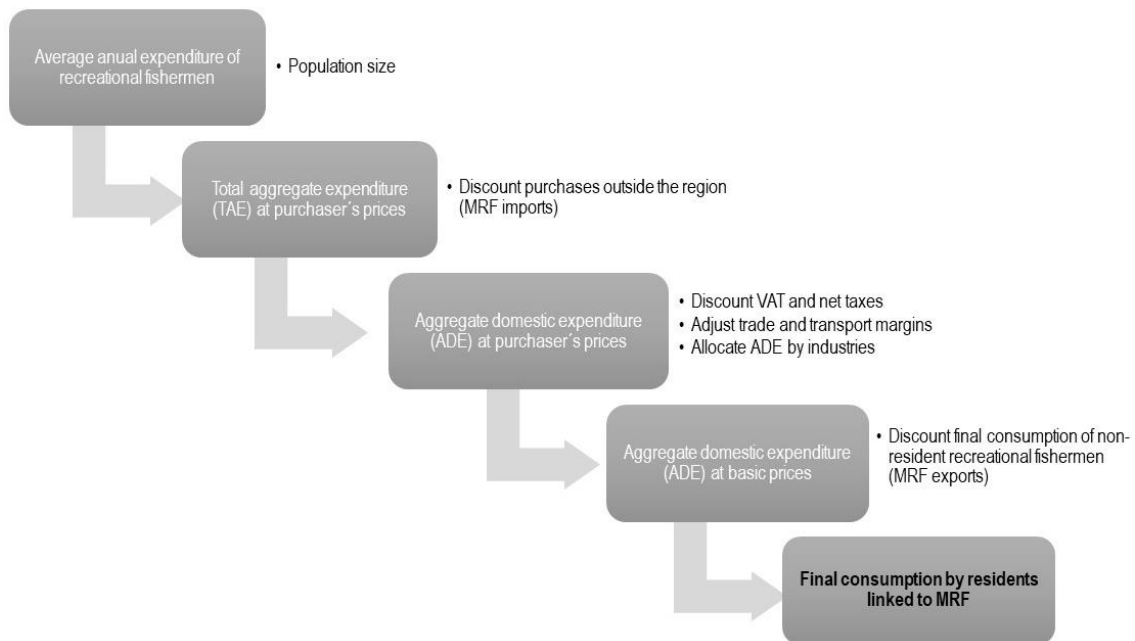 Average anual expenditure of
recreational fishermen
• Population size
Total aggregate expenditure
(TAE) at purchaser´s prices
• Discount purchases outside the region
(MRF imports)
Aggregate domestic expenditure
(ADE) at purchaser´s prices
• Discount VAT and net taxes
• Adjust trade and transport margins
• Allocate ADE by industries
Aggregate domestic expenditure
(ADE) at basic prices
• Discount final consumption of non-
resident recreational fishermen
(MRF exports)
Final consumption by residents
linked to MRF